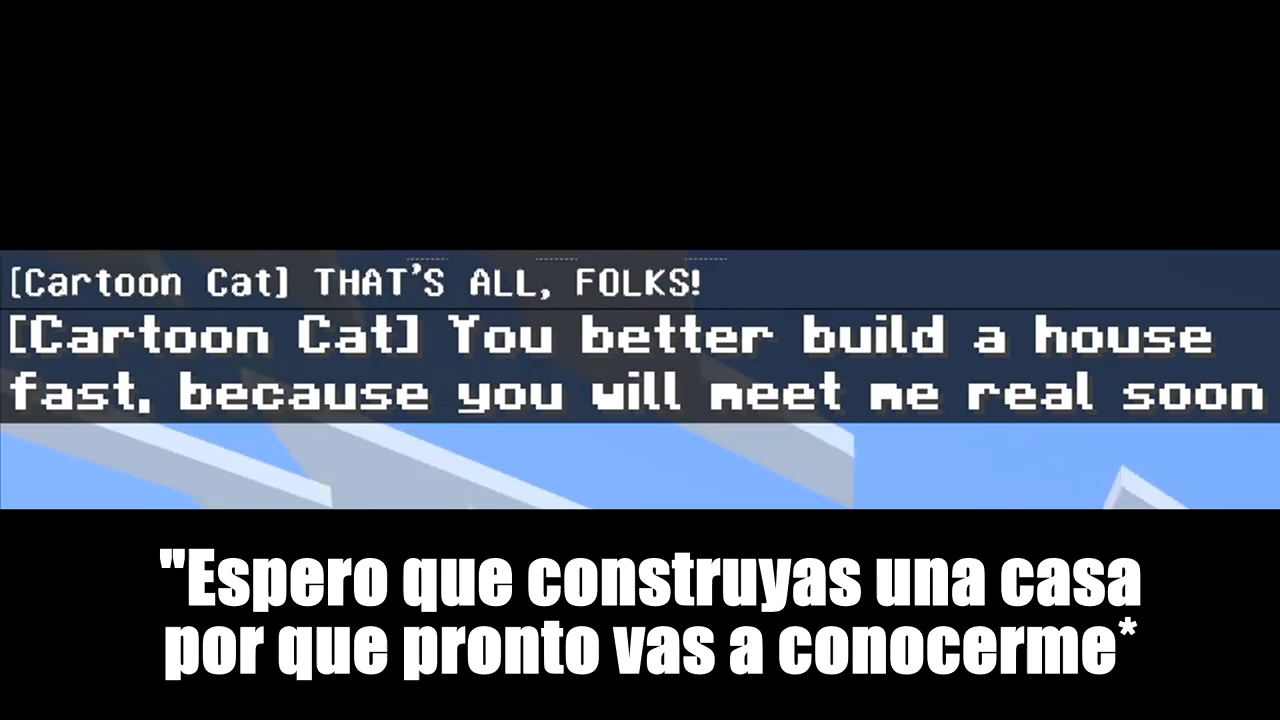 [Cartoon Cat] THAT'S ALL, FOLKS!
[Cartoon Cat] You better build a house
fast, because you will meet me real soon
"Espero que construyas una casa
por que pronto vas a conocerme*